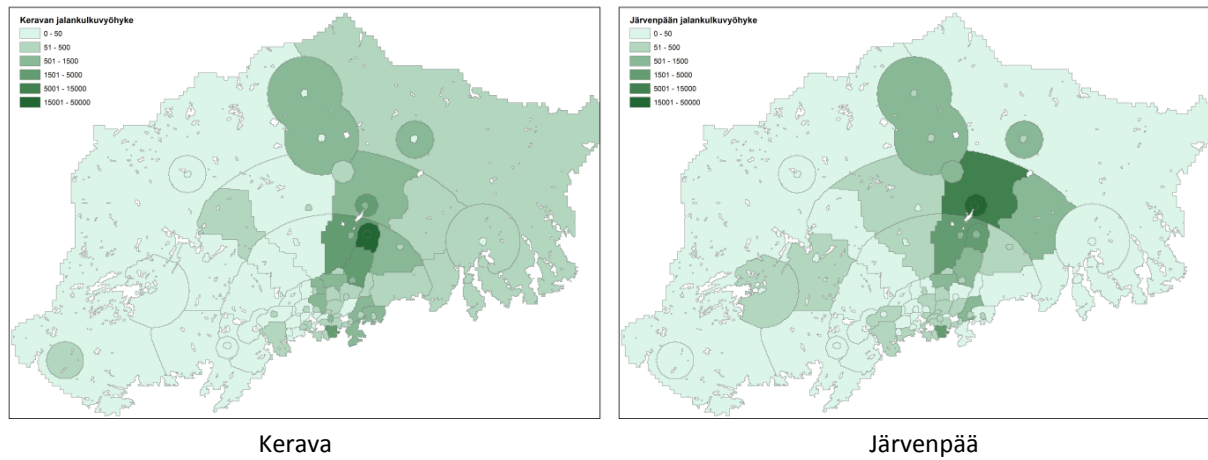 Keravan jalankulkuvyöhyke
0 - 50
51 - 500
501 - 1500
1501 - 5000
5001 - 15000
15001 - 50000
Järvenpään jalankulkuvyöhyke
0 - 50
51 - 500
501 - 1500
1501 - 5000
5001 - 15000
15001 - 50000
Kerava
Järvenpää